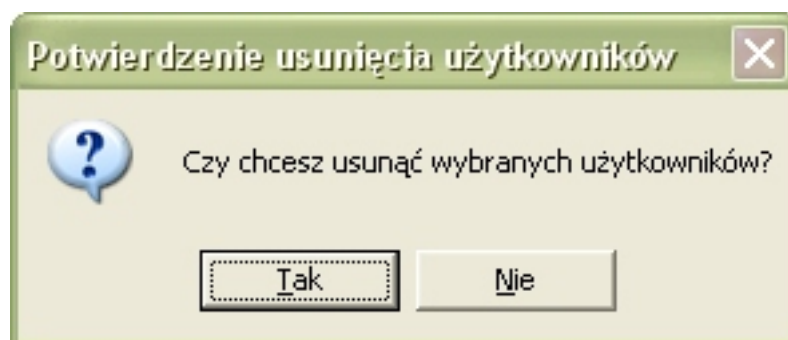 Potwierdzenie usunięcia użytkowników
Czy chcesz usunąć wybranych użytkowników?
Tak
Nie